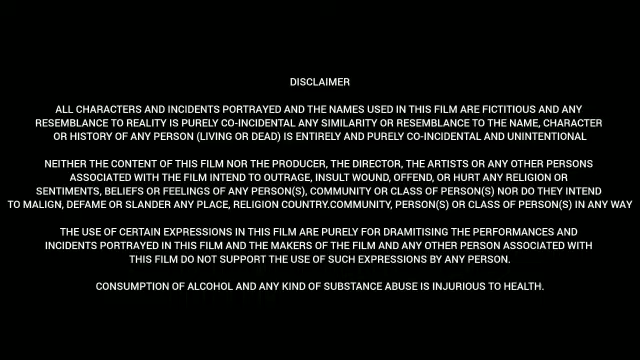 DISCLAIMER
ALL CHARACTERS AND INCIDENTS PORTRAYED AND THE NAMES USED IN THIS FILM ARE FICTITIOUS AND ANY
RESEMBLANCE TO REALITY IS PURELY CO-INCIDENTAL ANY SIMILARITY OR RESEMBLANCE TO THE NAME, CHARACTER
OR HISTORY OF ANY PERSON (LIVING OR DEAD) IS ENTIRELY AND PURELY CO-INCIDENTAL AND UNINTENTIONAL
NEITHER THE CONTENT OF THIS FILM NOR THE PRODUCER, THE DIRECTOR, THE ARTISTS OR ANY OTHER PERSONS
ASSOCIATED WITH THE FILM INTEND TO OUTRAGE, INSULT WOUND, OFFEND, OR HURT ANY RELIGION OR
SENTIMENTS, BELIEFS OR FEELINGS OF ANY PERSON(S), COMMUNITY OR CLASS OF PERSON(S) NOR DO THEY INTEND
TO MALIGN, DEFAME OR SLANDER ANY PLACE, RELIGION COUNTRY.COMMUNITY, PERSON(S) OR CLASS OF PERSON(S) IN ANY WAY
THE USE OF CERTAIN EXPRESSIONS IN THIS FILM ARE PURELY FOR DRAMITISING THE PERFORMANCES AND
INCIDENTS PORTRAYED IN THIS FILM AND THE MAKERS OF THE FILM AND ANY OTHER PERSON ASSOCIATED WITH
THIS FILM DO NOT SUPPORT THE USE OF SUCH EXPRESSIONS BY ANY PERSON.
CONSUMPTION OF ALCOHOL AND ANY KIND OF SUBSTANCE ABUSE IS INJURIOUS TO HEALTH.